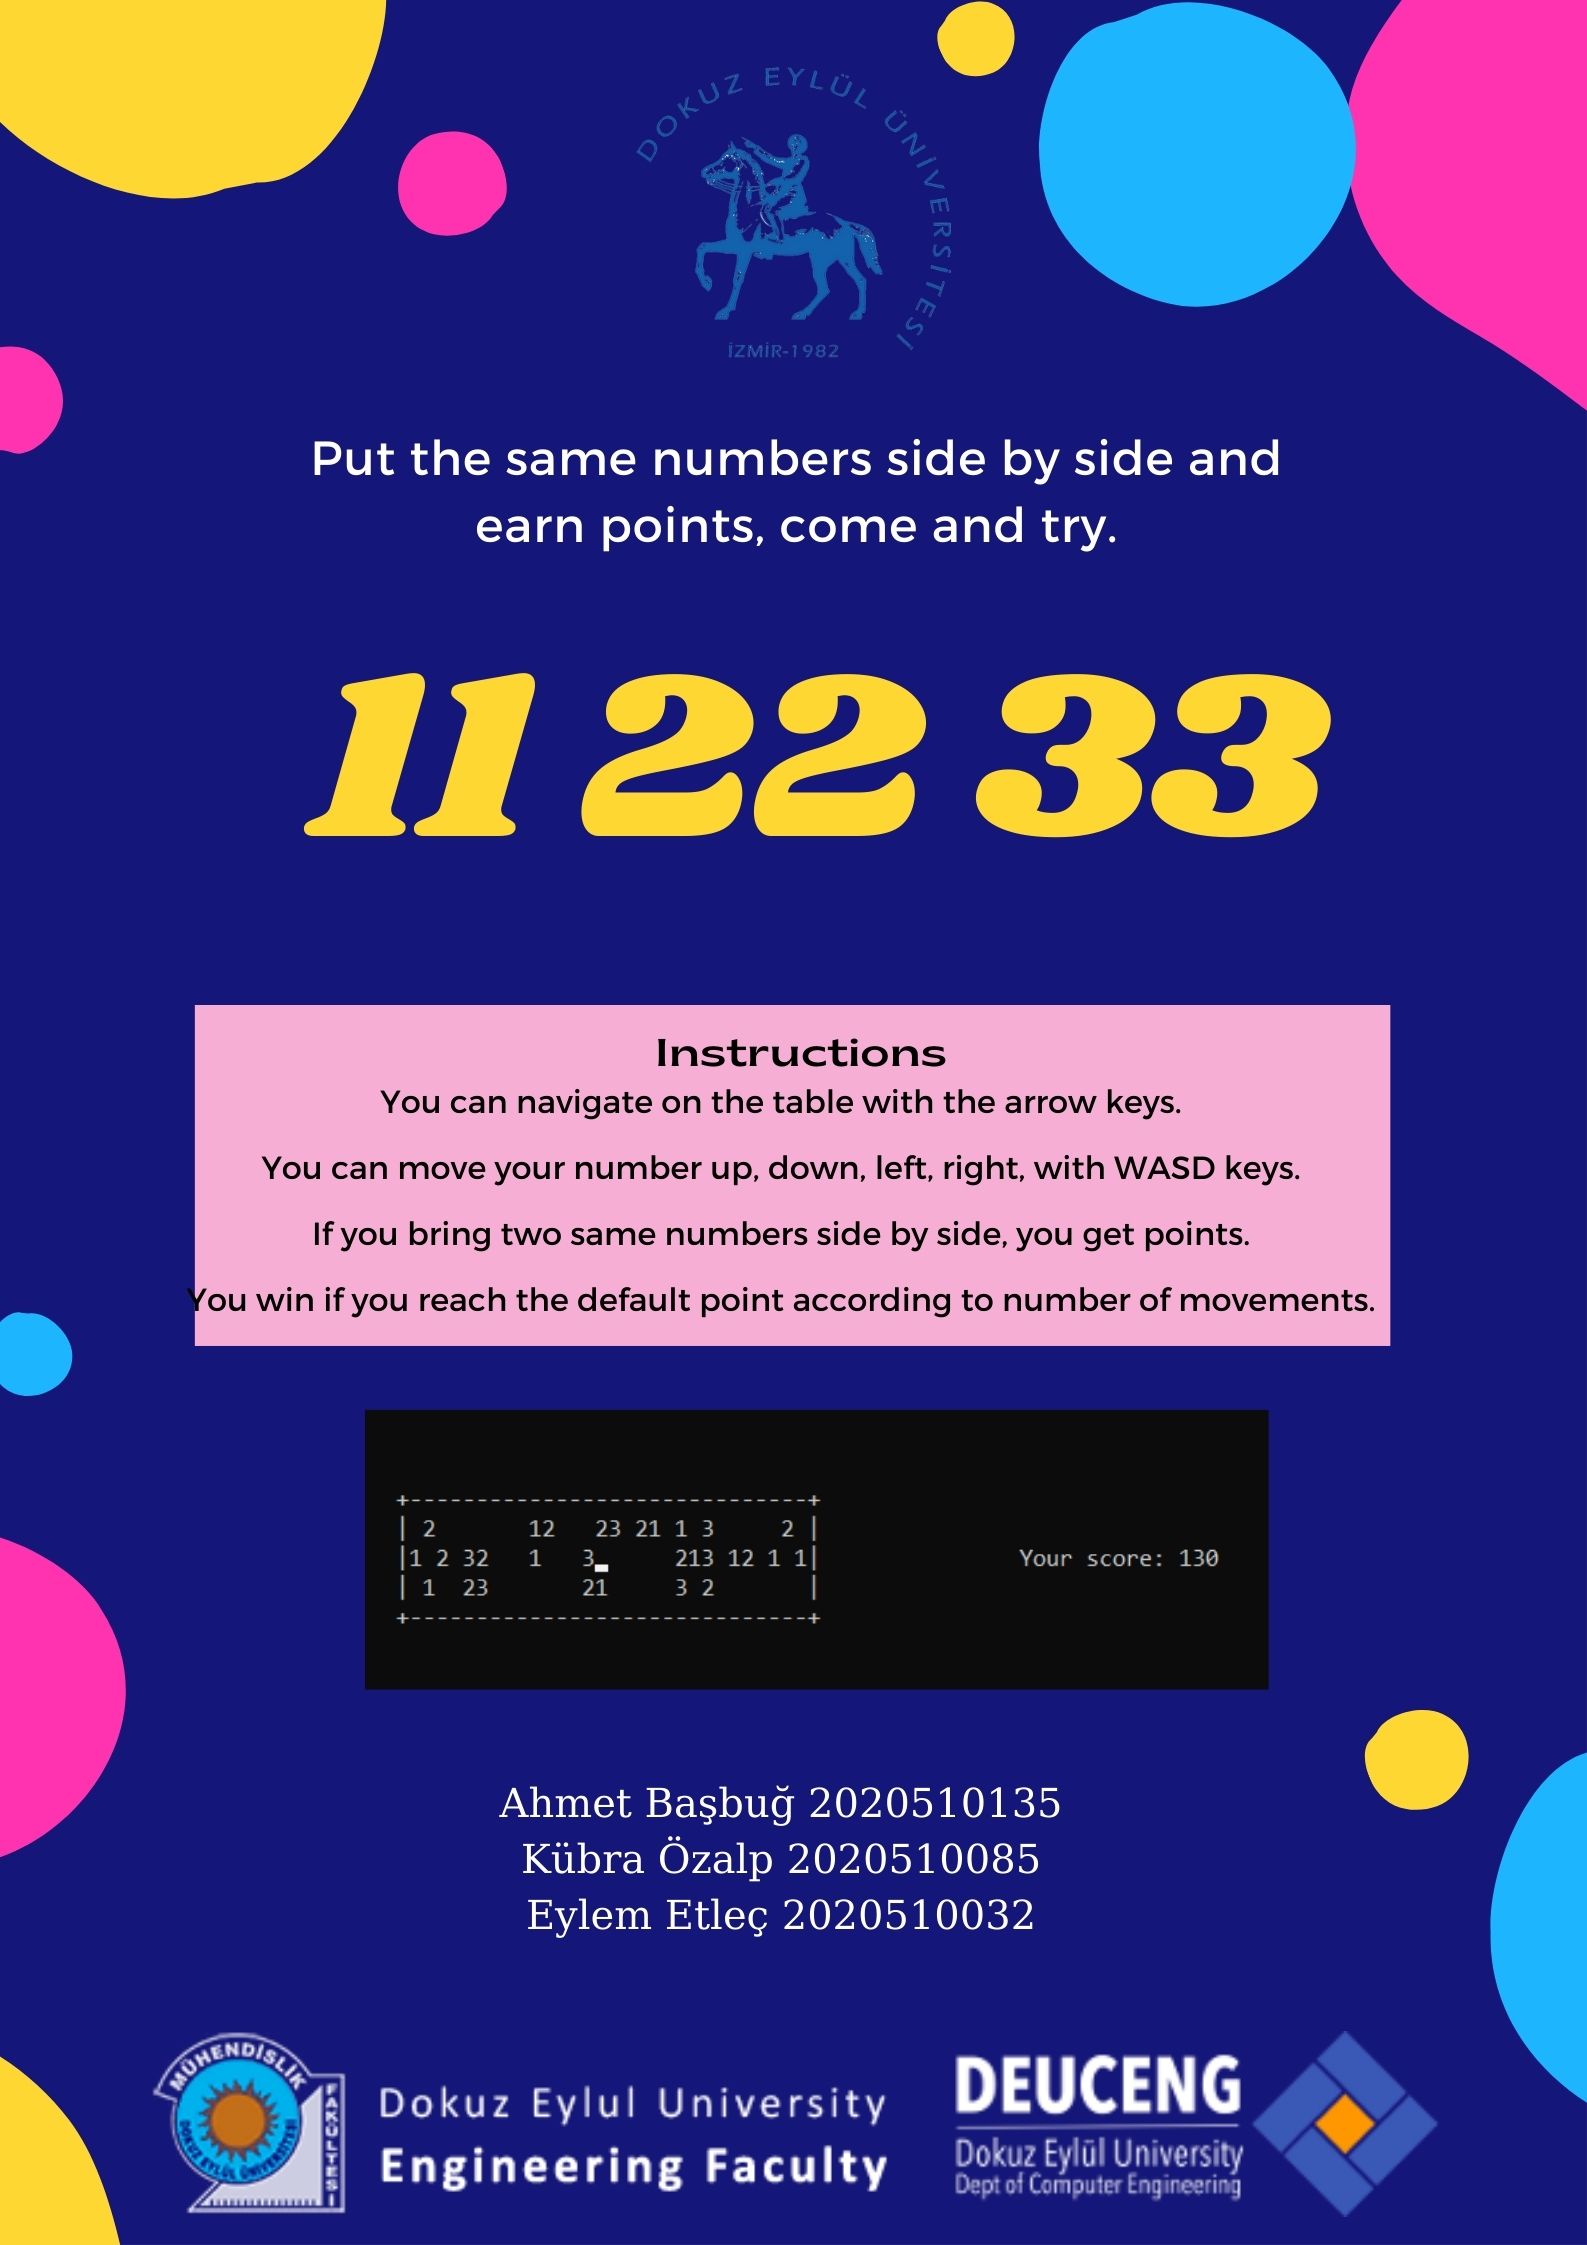 DOKUZ EYLÜL ÜNİVERSİTESİ
İZMİR-1982
Put the same numbers side by side and
earn points, come and try.
11 22 33
Instructions
You can navigate on the table with the arrow keys.
You can move your number up, down, left, right, with WASD keys.
If you bring two same numbers side by side, you get points.
You win if you reach the default point according to number of movements.
+------------------------------+
| 2       12   23 21 1 3     2 |
|1 2 32   1   3_     213 12 1 1| Your score: 130
| 1  23       21     3 2       |
+------------------------------+
Ahmet Başbuğ 2020510135
Kübra Özalp 2020510085
Eylem Etleç 2020510032
MÜHENDİSLİK
FAKÜLTESİ
DOKUZ EYLÜL ÜNİVERSİTESİ
Dokuz Eylul University
Engineering Faculty
DEUCENG
Dokuz Eylül University
Dept of Computer Engineering